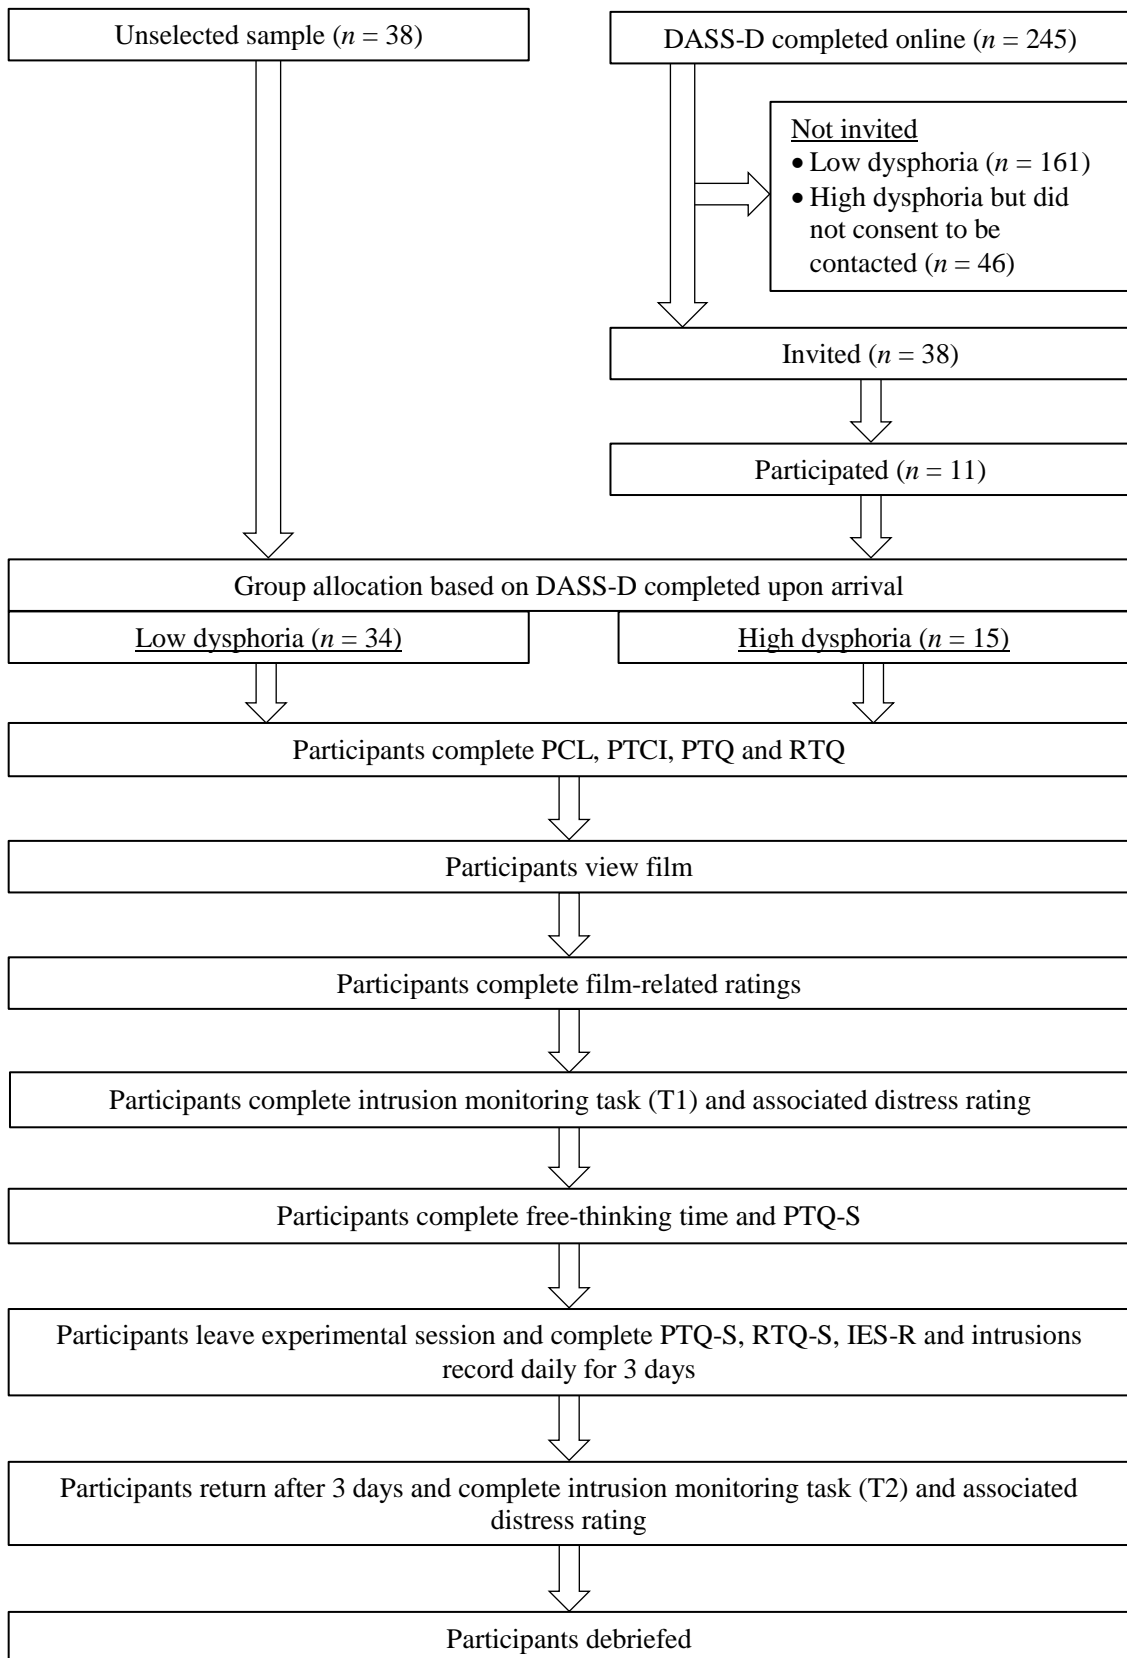 Unselected sample (n = 38)
DASS-D completed online (n = 245)
Not invited
• Low dysphoria (n = 161)
• High dysphoria but did
not consent to be
contacted (n = 46)
Invited (n = 38)
Participated (n = 11)
Group allocation based on DASS-D completed upon arrival
Low dysphoria (n = 34)
High dysphoria (n = 15)
Participants complete PCL, PTCI, PTQ and RTQ
Participants view film
Participants complete film-related ratings
Participants complete intrusion monitoring task (T1) and associated distress rating
Participants complete free-thinking time and PTQ-S
Participants leave experimental session and complete PTQ-S, RTQ-S, IES-R and intrusions
record daily for 3 days
Participants return after 3 days and complete intrusion monitoring task (T2) and associated
distress rating
Participants debriefed